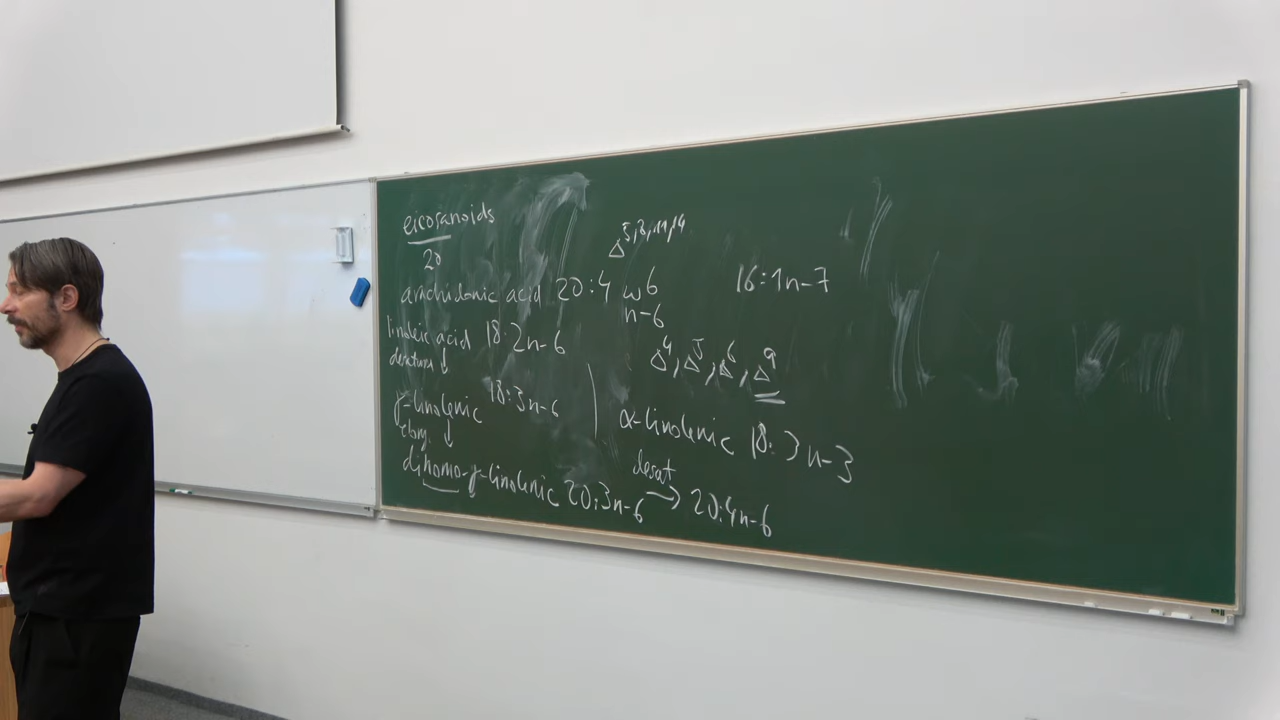 eicosanoids
20
Δ5,8,11,14
arachidonic acid 20:4 ω6
n-6
16:1n-7
linoleic acid 18:2n-6
desatur ↓
Δ4, Δ5, Δ6, Δ9
γ-linolenic 18:3n-6
elong. ↓
α-linolenic 18:3n-3
dihomo-γ-linolenic 20:3n-6 desat → 20:4n-6